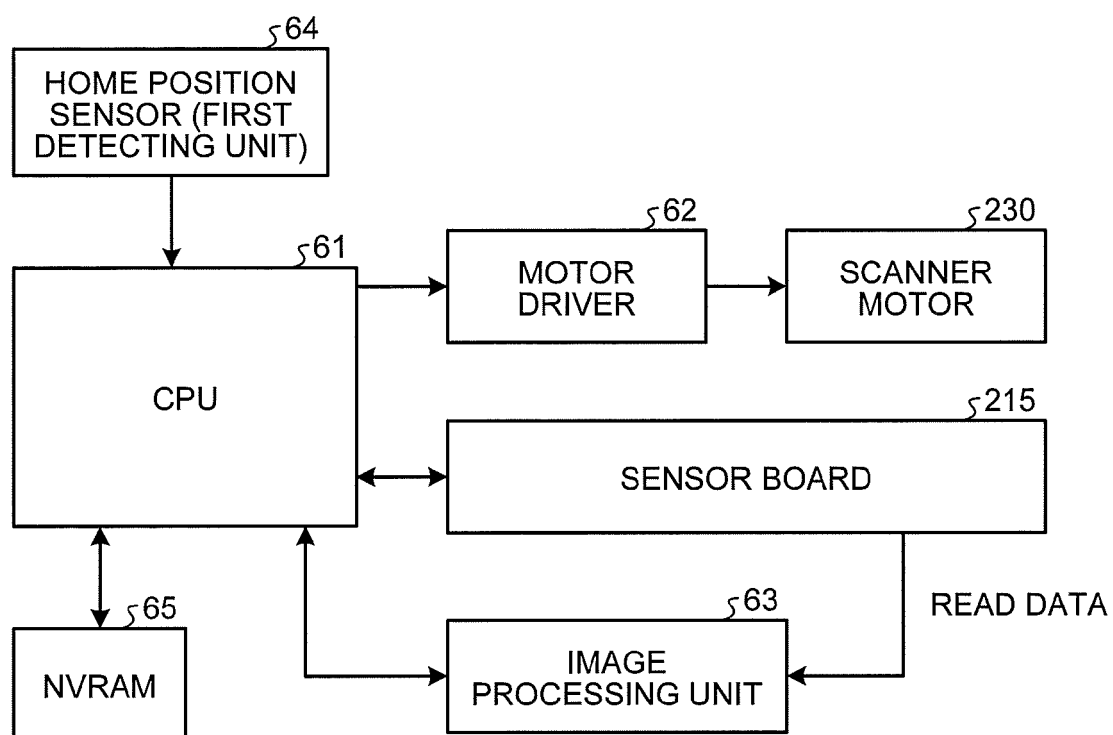 64
HOME POSITION
SENSOR (FIRST
DETECTING UNIT)
61
CPU
62
MOTOR
DRIVER
230
SCANNER
MOTOR
215
SENSOR BOARD
READ DATA
65
NVRAM
63
IMAGE
PROCESSING UNIT